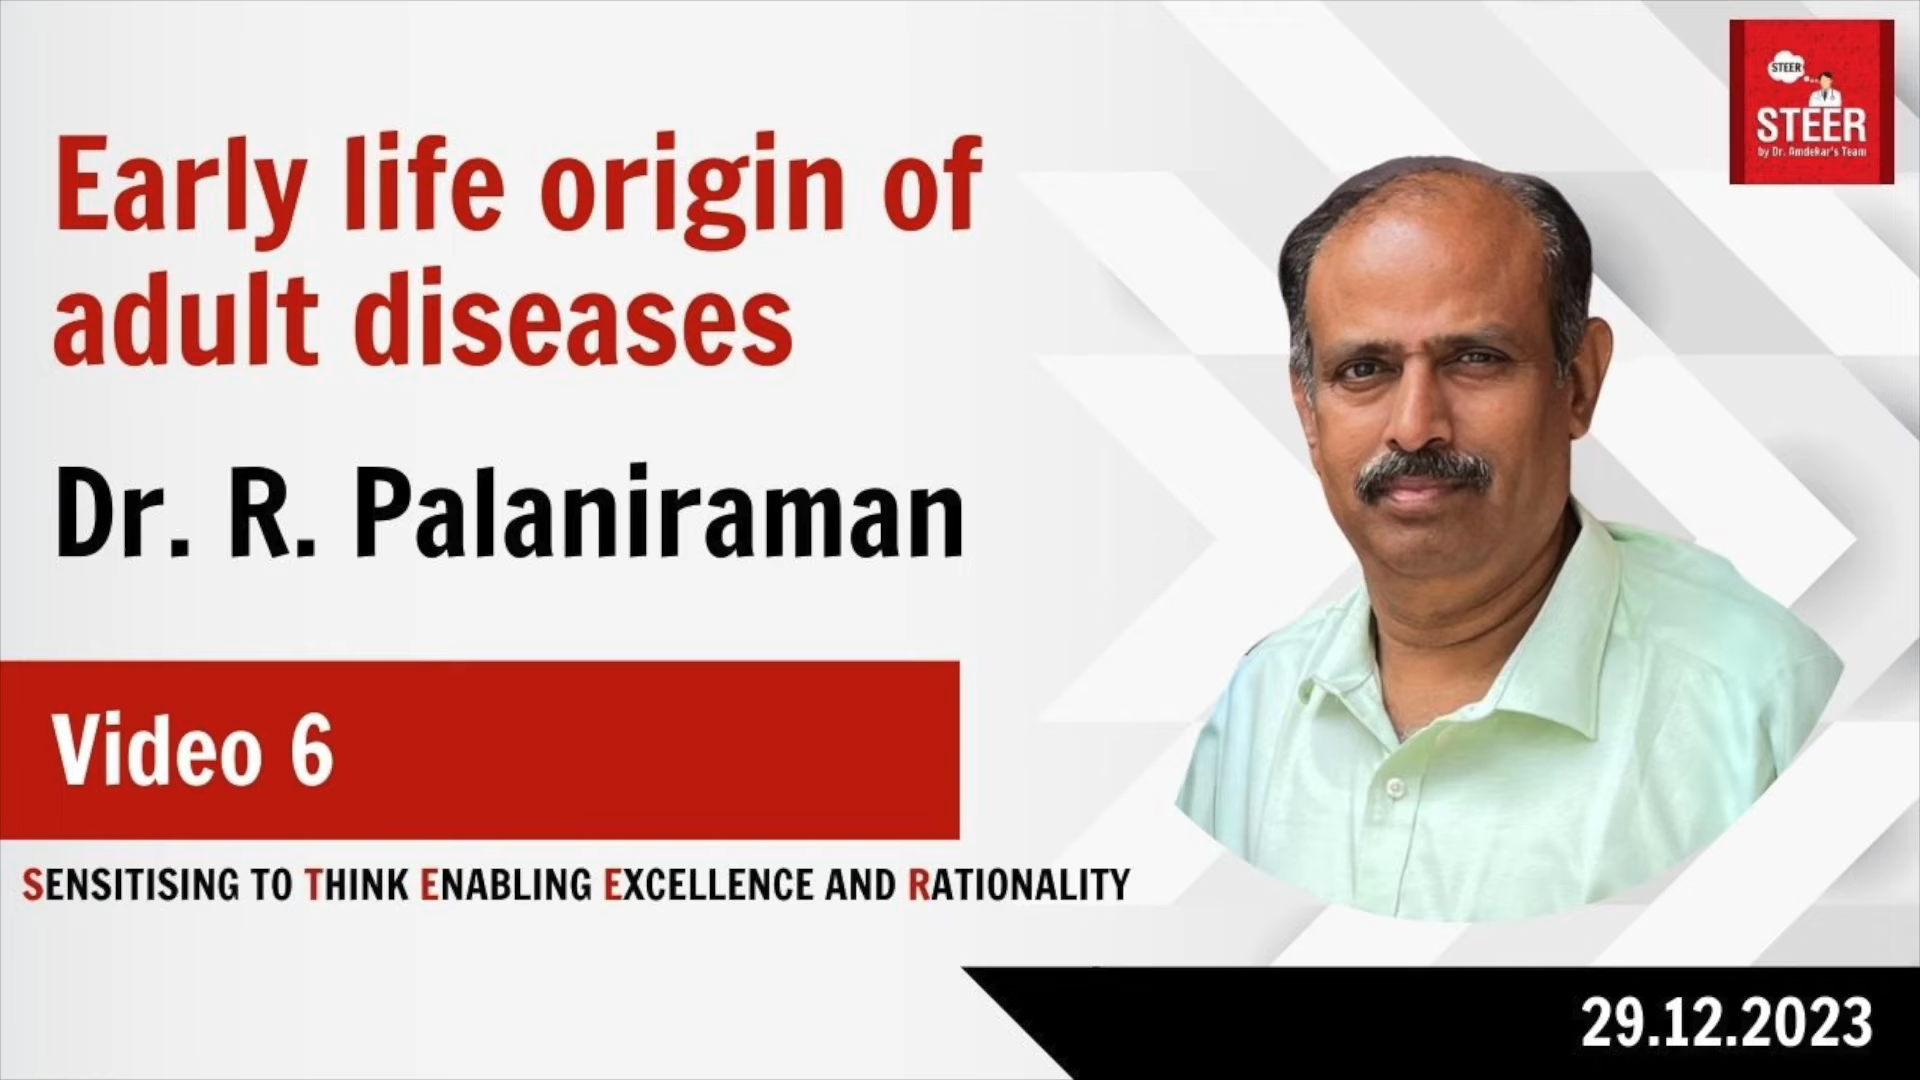 STEER
STEER
by Dr. Amdekar's Team
Early life origin of
adult diseases
Dr. R. Palaniraman
Video 6
SENSITISING TO THINK ENABLING EXCELLENCE AND RATIONALITY
29.12.2023